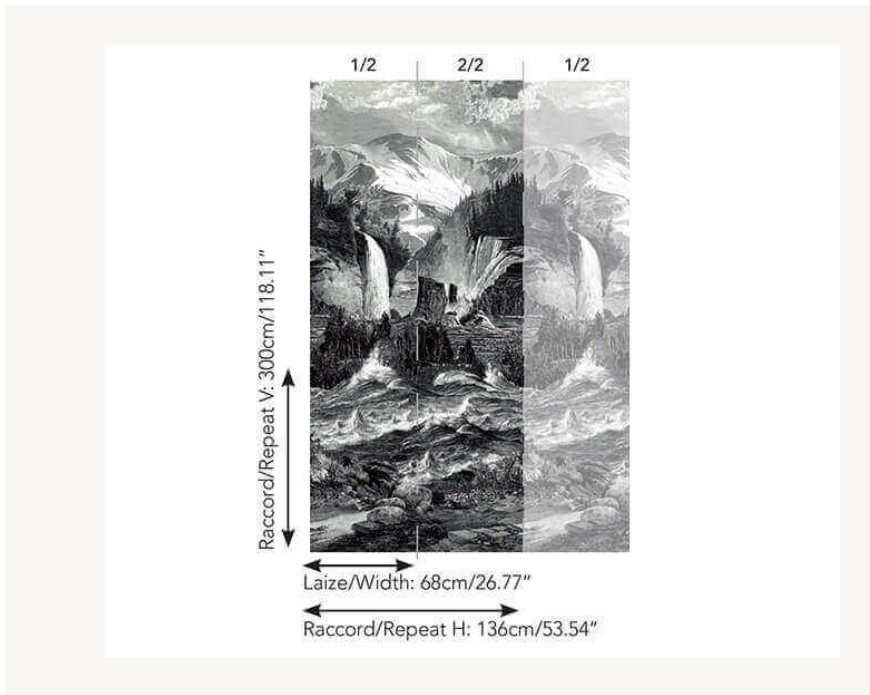 1/2 2/2 1/2
Raccord/Repeat V: 300cm/118.11”
Laize/Width: 68cm/26.77”
Raccord/Repeat H: 136cm/53.54”